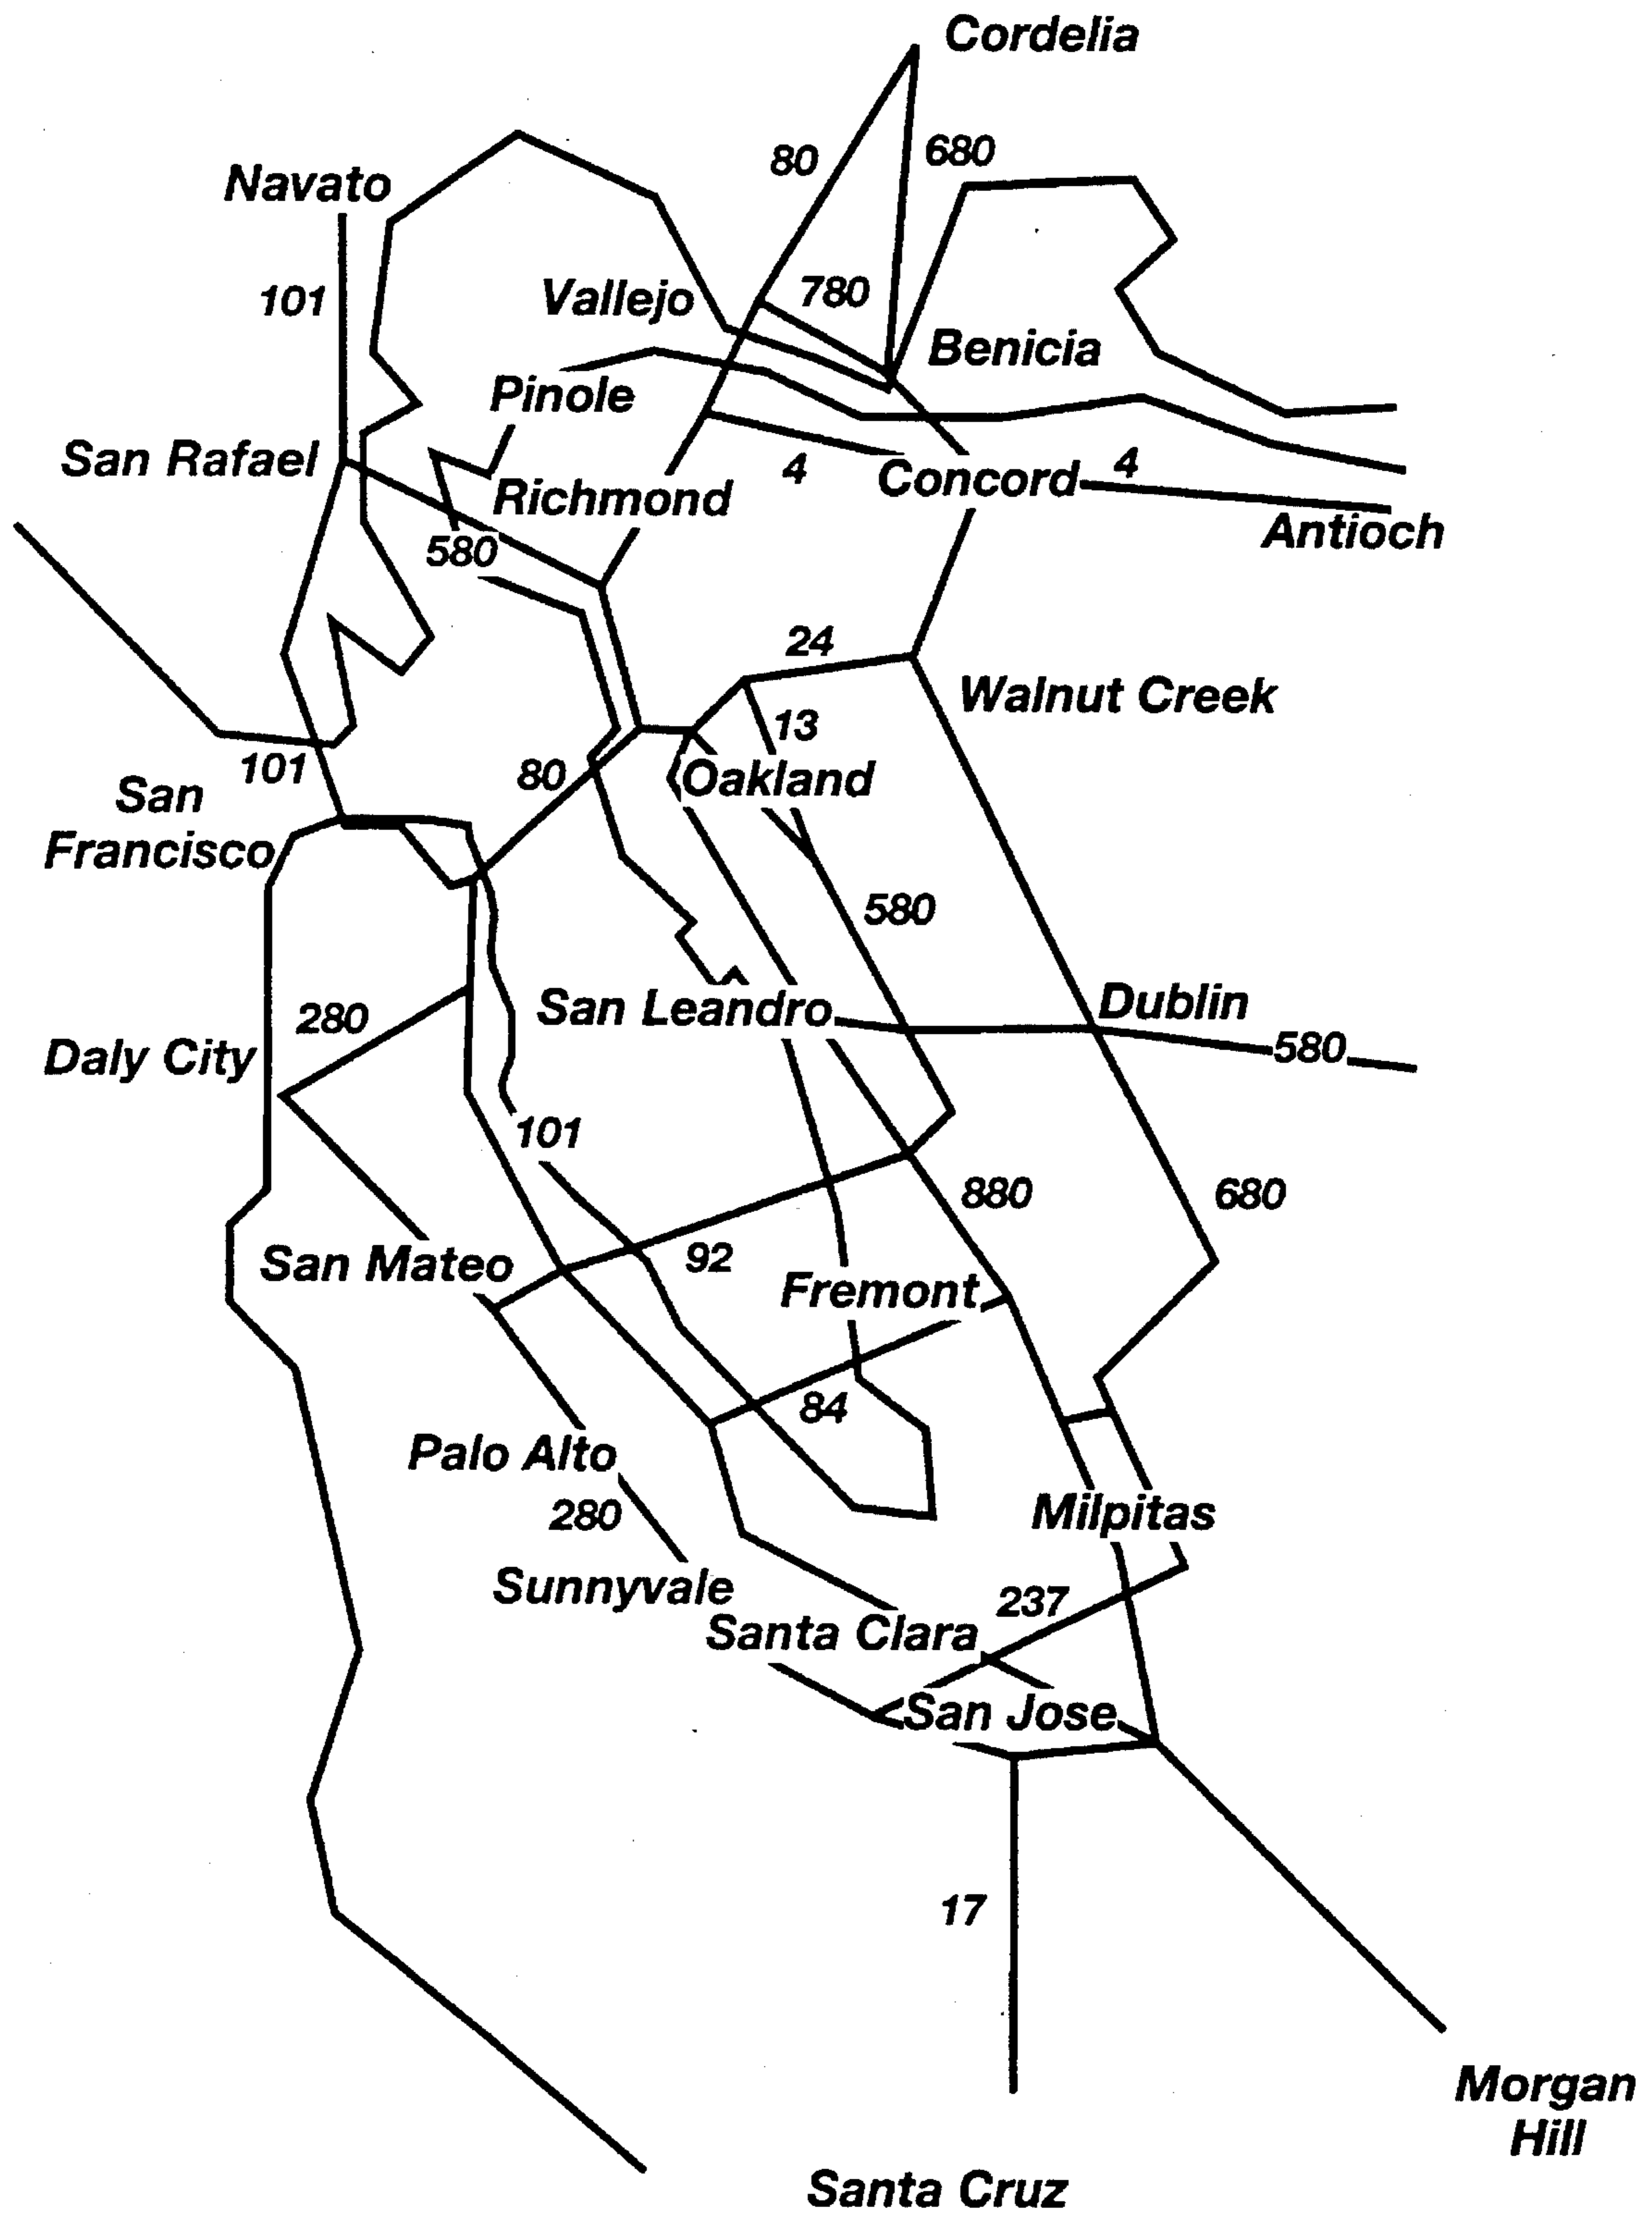 Cordelia
80
680
Navato
101
Vallejo
780
Benicia
Pinole
San Rafael
4
Concord
4
Richmond
Antioch
580
24
Walnut Creek
13
101
80
Oakland
San
Francisco
580
280
San Leandro
Dublin
Daly City
580
101
880
680
San Mateo
92
Fremont
84
Palo Alto
280
Milpitas
Sunnyvale
237
Santa Clara
San Jose
17
Morgan
Hill
Santa Cruz